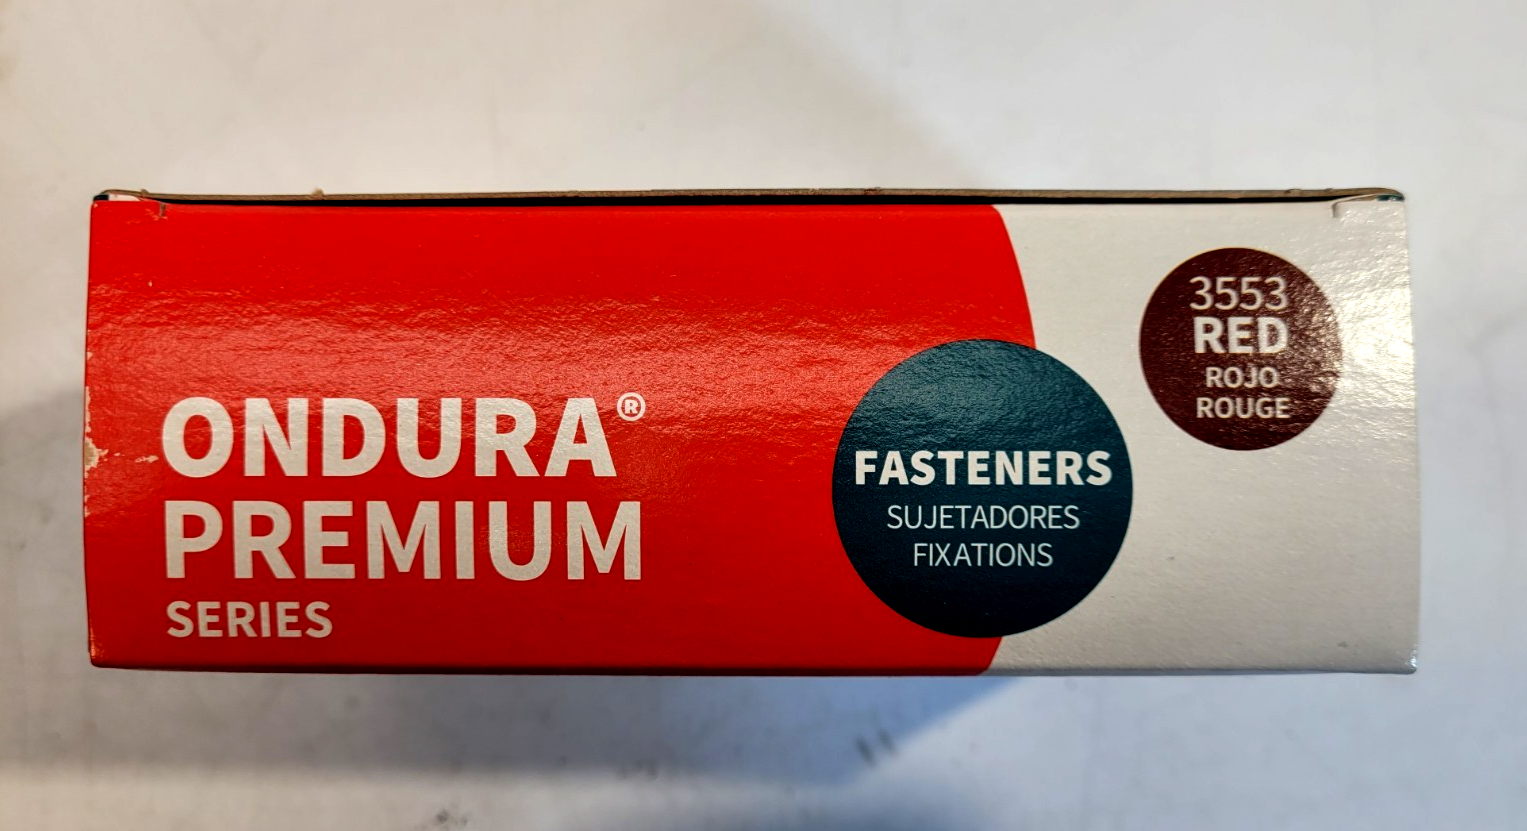 ONDURA®
PREMIUM
SERIES
FASTENERS
SUJETADORES
FIXATIONS
3553
RED
ROJO
ROUGE